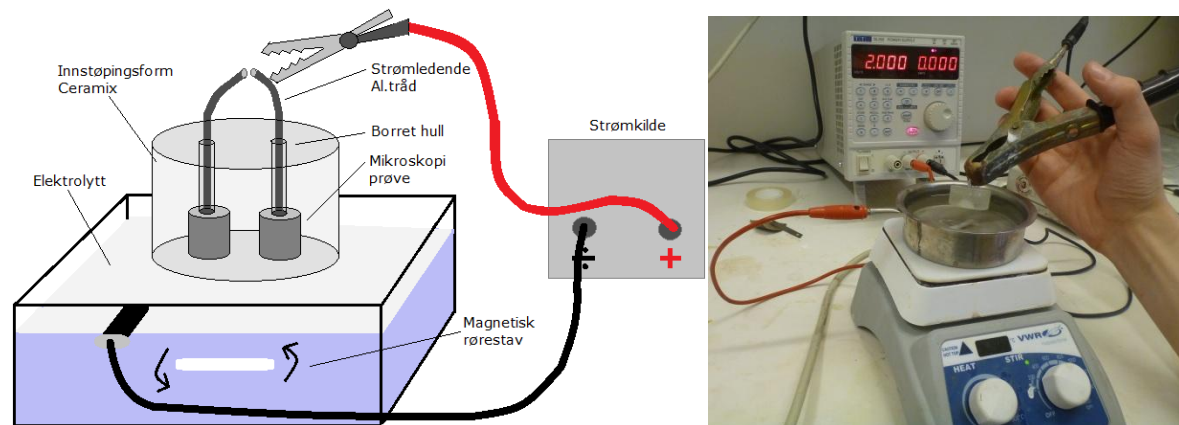 Innstøpingsform
Ceramix
Strømledende
Al.tråd
Borret hull
Mikroskopi
prøve
Elektrolytt
Strømkilde
÷
+
Magnetisk
rørestav
2.000 0.000
VWR
HEAT
STIR
OFF